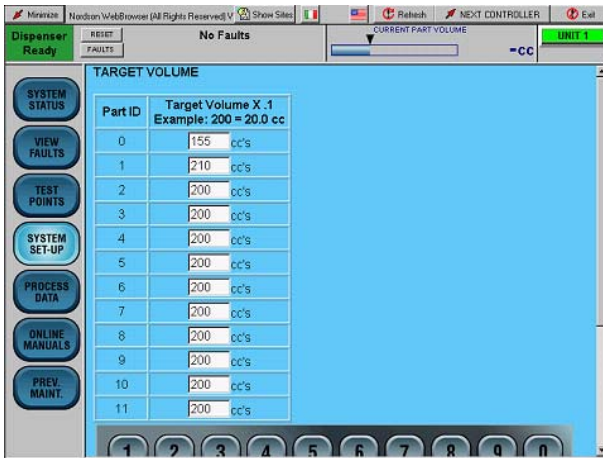 Minimize Nordson WebBrowser (All Rights Reserved) V Show Sites Refresh NEXT CONTROLLER Exit
Dispenser Ready
RESET
FAULTS
No Faults
CURRENT PART VOLUME
-cc
UNIT 1
SYSTEM STATUS
VIEW FAULTS
TEST POINTS
SYSTEM SET-UP
PROCESS DATA
ONLINE MANUALS
PREV. MAINT.
TARGET VOLUME
Part ID Target Volume X .1
Example: 200 = 20.0 cc
0 155 cc's
1 210 cc's
2 200 cc's
3 200 cc's
4 200 cc's
5 200 cc's
6 200 cc's
7 200 cc's
8 200 cc's
9 200 cc's
10 200 cc's
11 200 cc's
1 2 3 4 5 6 7 8 9 0